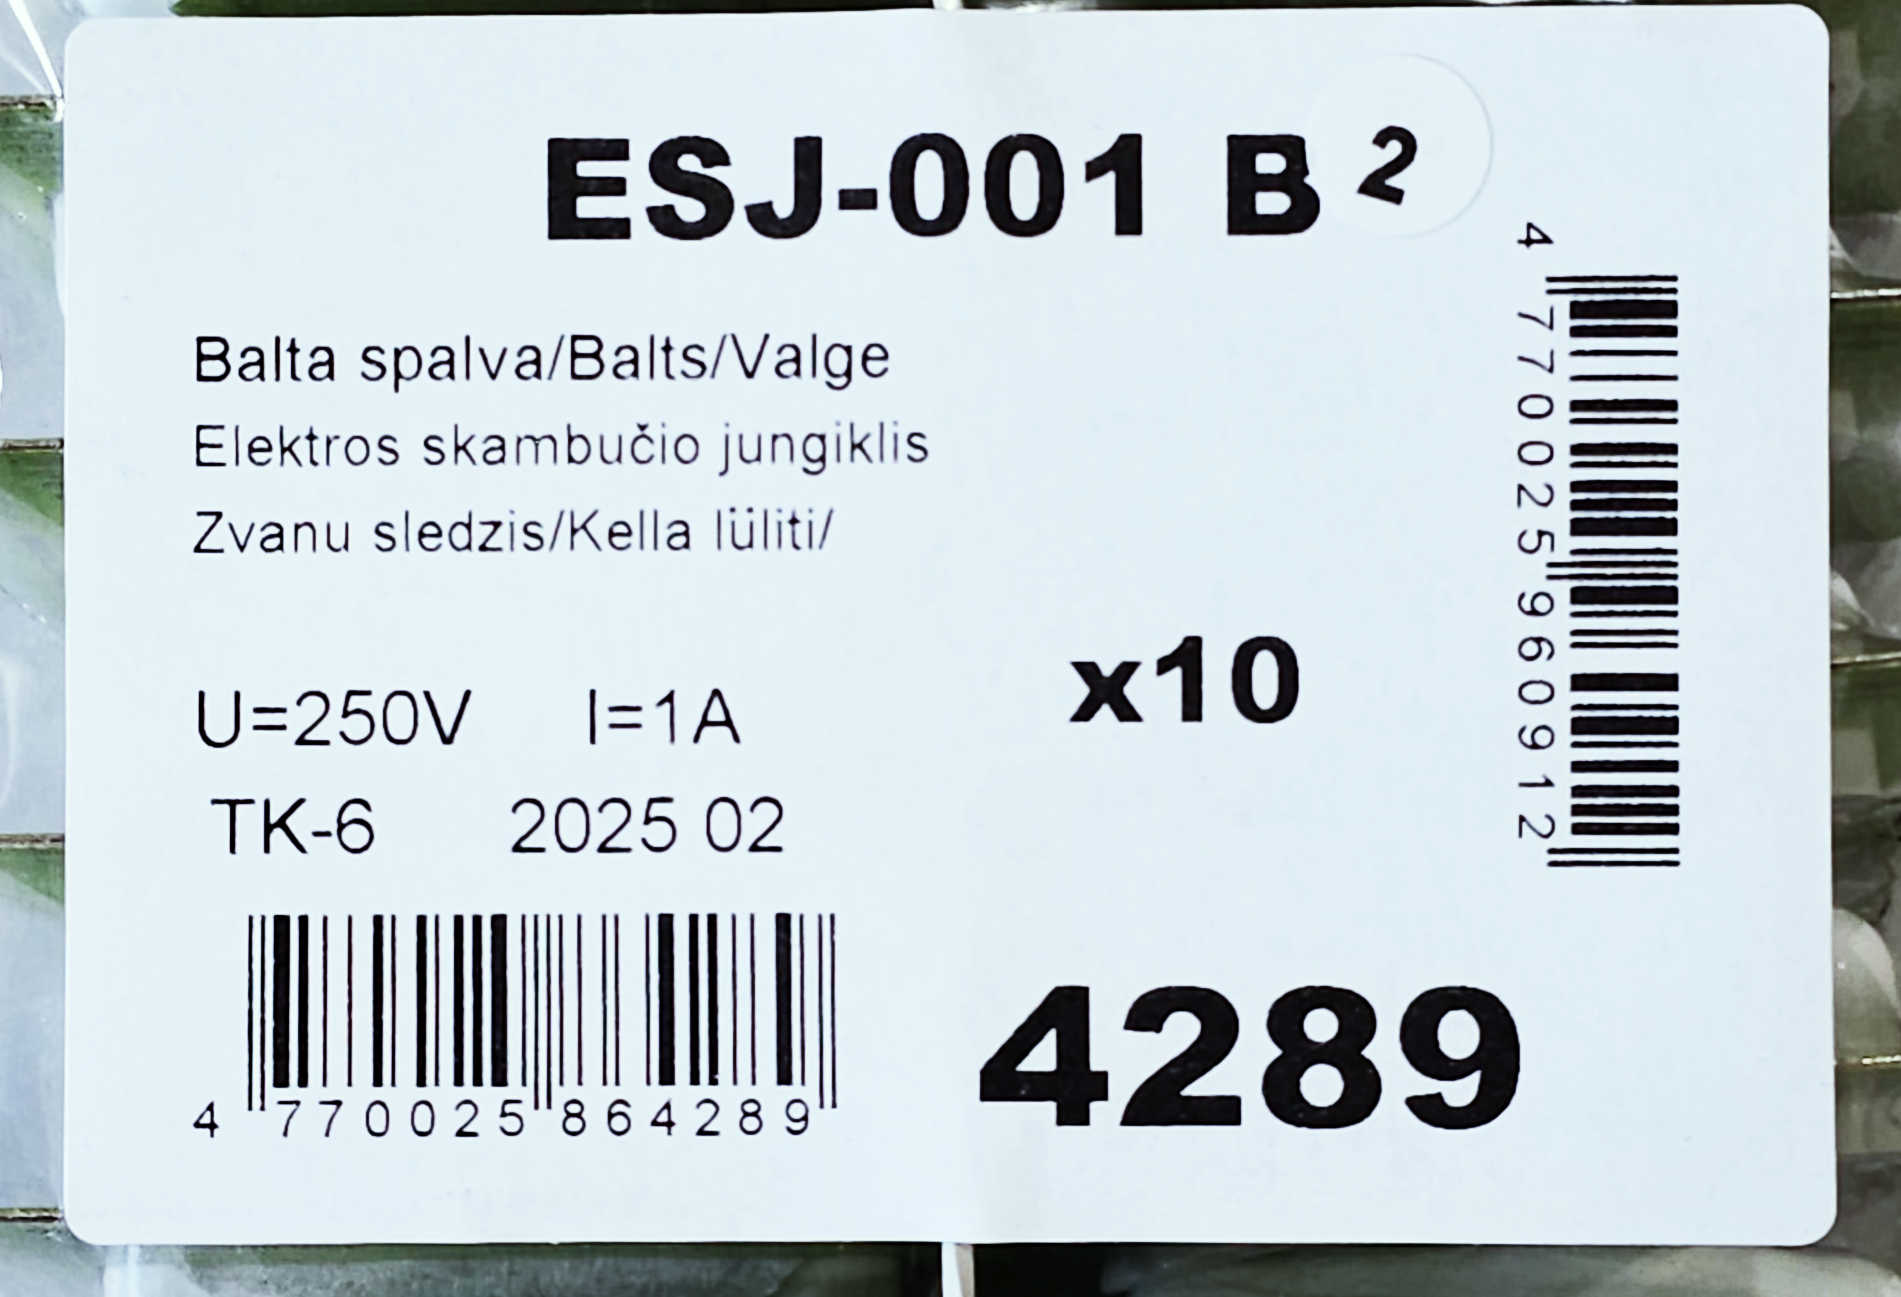 ESJ-001 B 2
Balta spalva/Balts/Valge
Elektros skambučio jungiklis
Zvanu sledzis/Kella lüliti/
U=250V I=1A
x10
TK-6 2025 02
4 770025 864289
4289
4 770025 960912